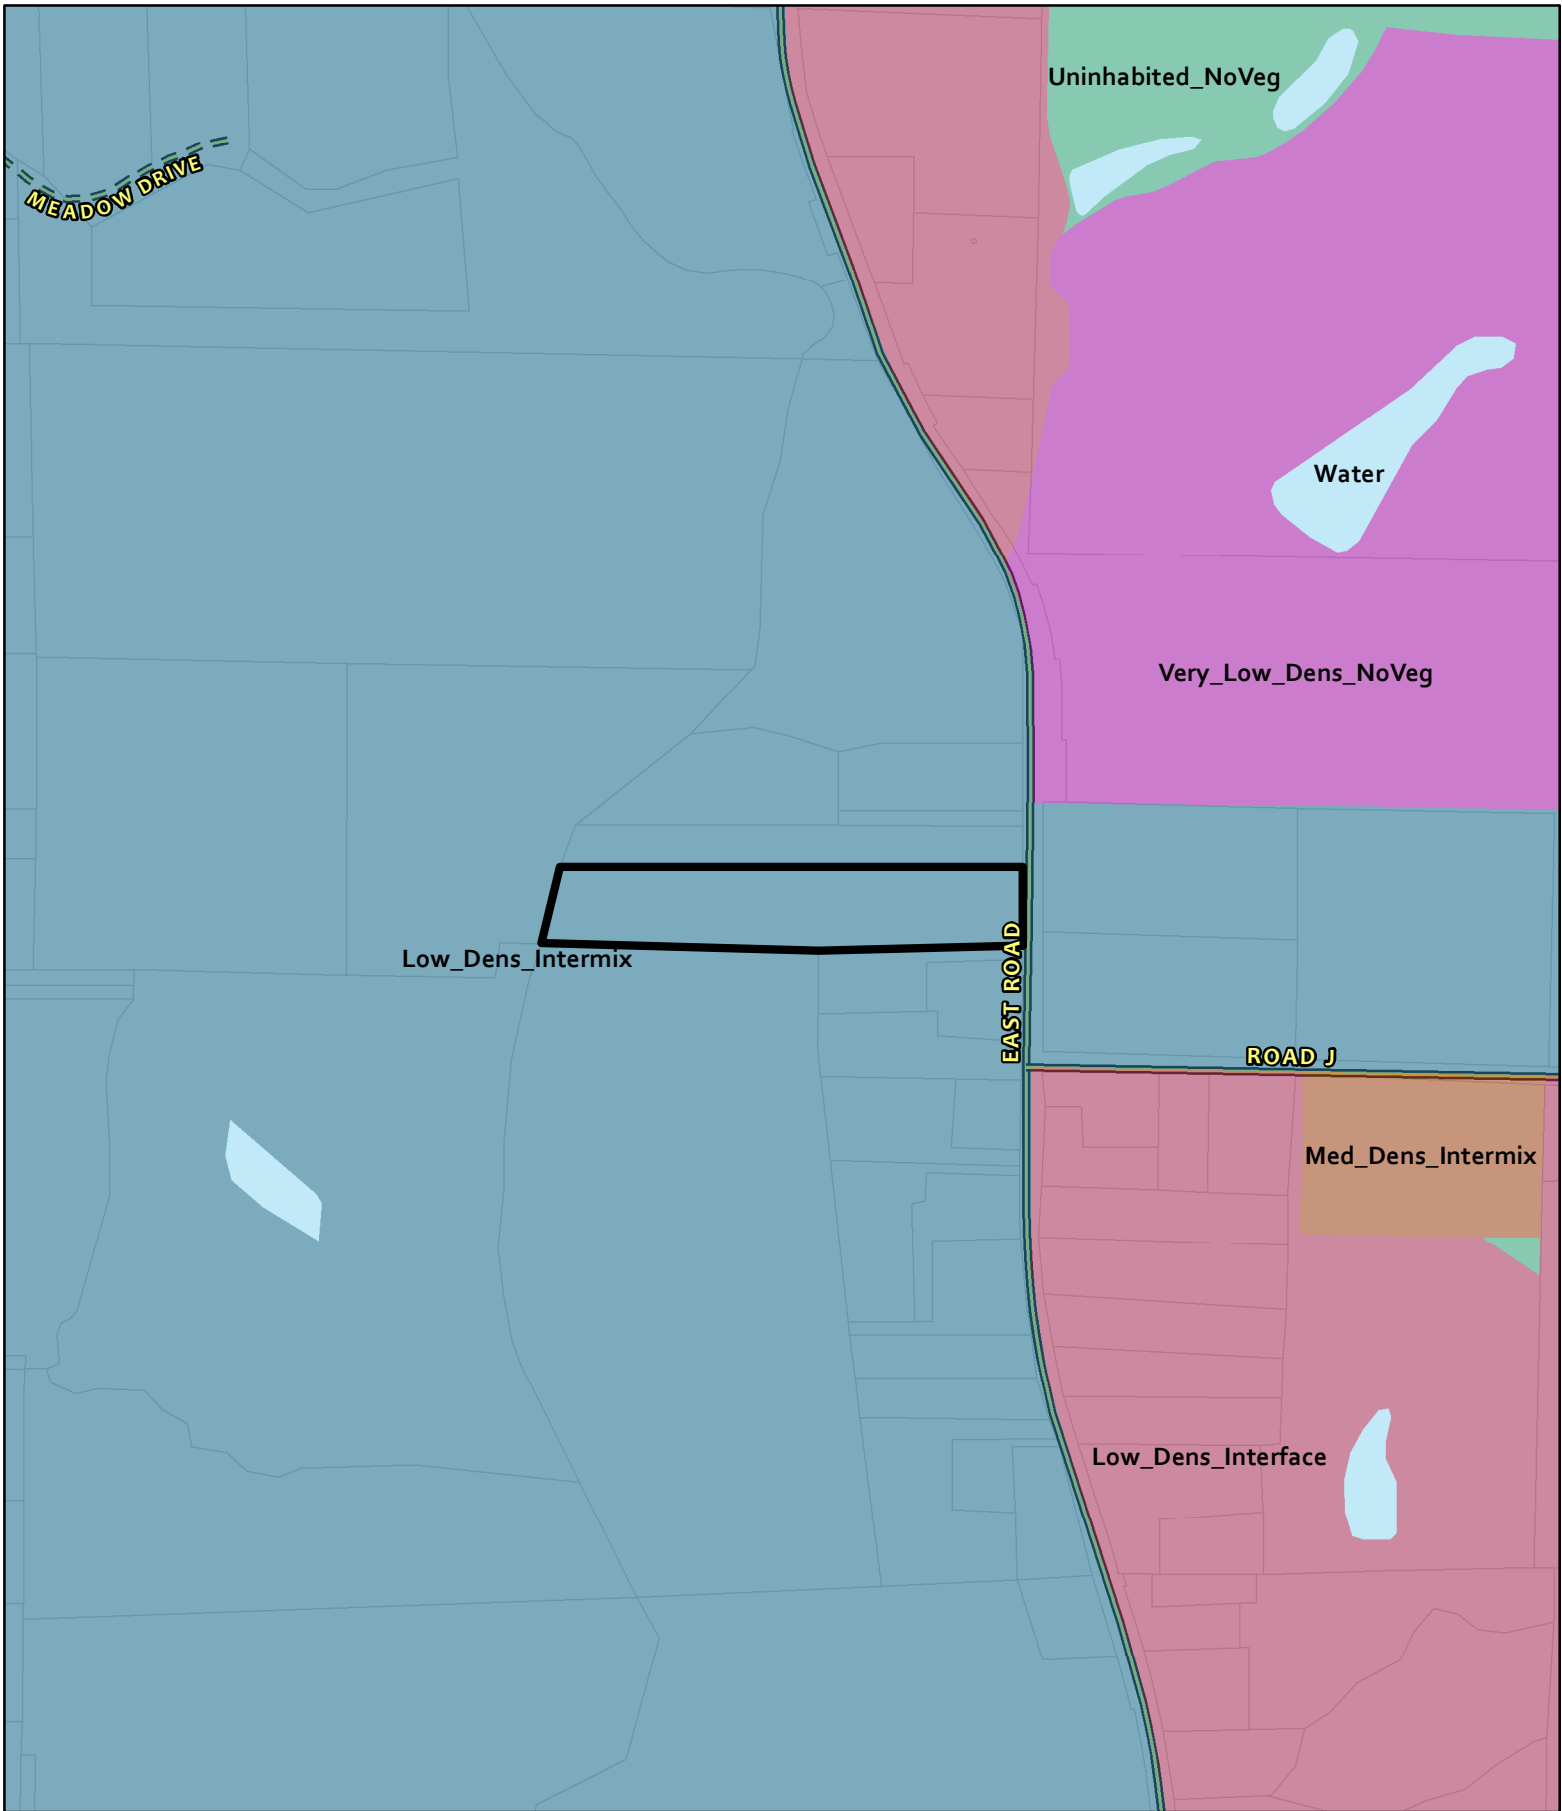 Uninhabited_NoVeg
MEADOW DRIVE
Water
Very_Low_Dens_NoVeg
Low_Dens_Intermix
EAST ROAD
ROAD J
Med_Dens_Intermix
Low_Dens_Interface